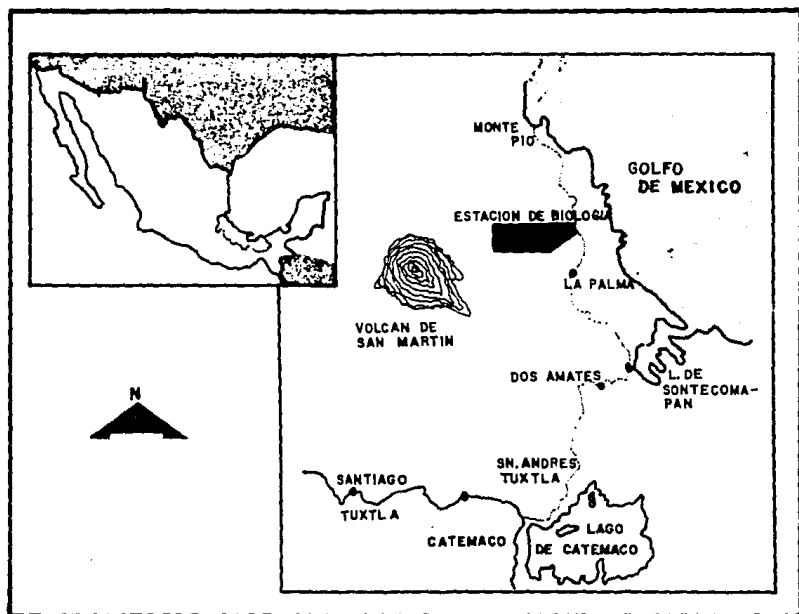 MONTE
PIO
GOLFO
DE MEXICO
ESTACION DE BIOLOGIA
LA PALMA
VOLCAN DE
SAN MARTIN
N
DOS AMATES
L. DE
SONTECOMA-
PAN
SN. ANDRES
TUXTLA
SANTIAGO
TUXTLA
CATEMACO
LAGO
DE CATEMACO